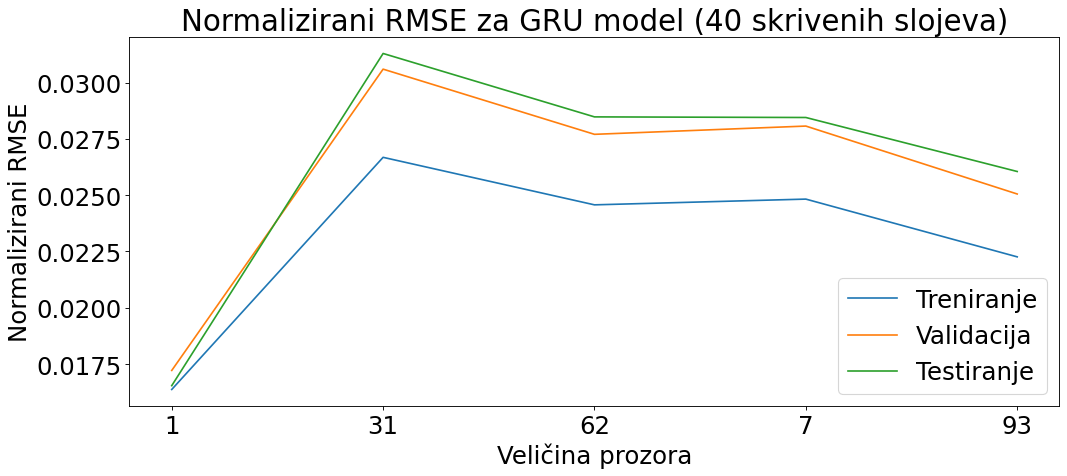 Normalizirani RMSE za GRU model (40 skrivenih slojeva)
Normalizirani RMSE
0.0300
0.0275
0.0250
0.0225
0.0200
0.0175
Treniranje
Validacija
Testiranje
1 31 62 7 93
Veličina prozora